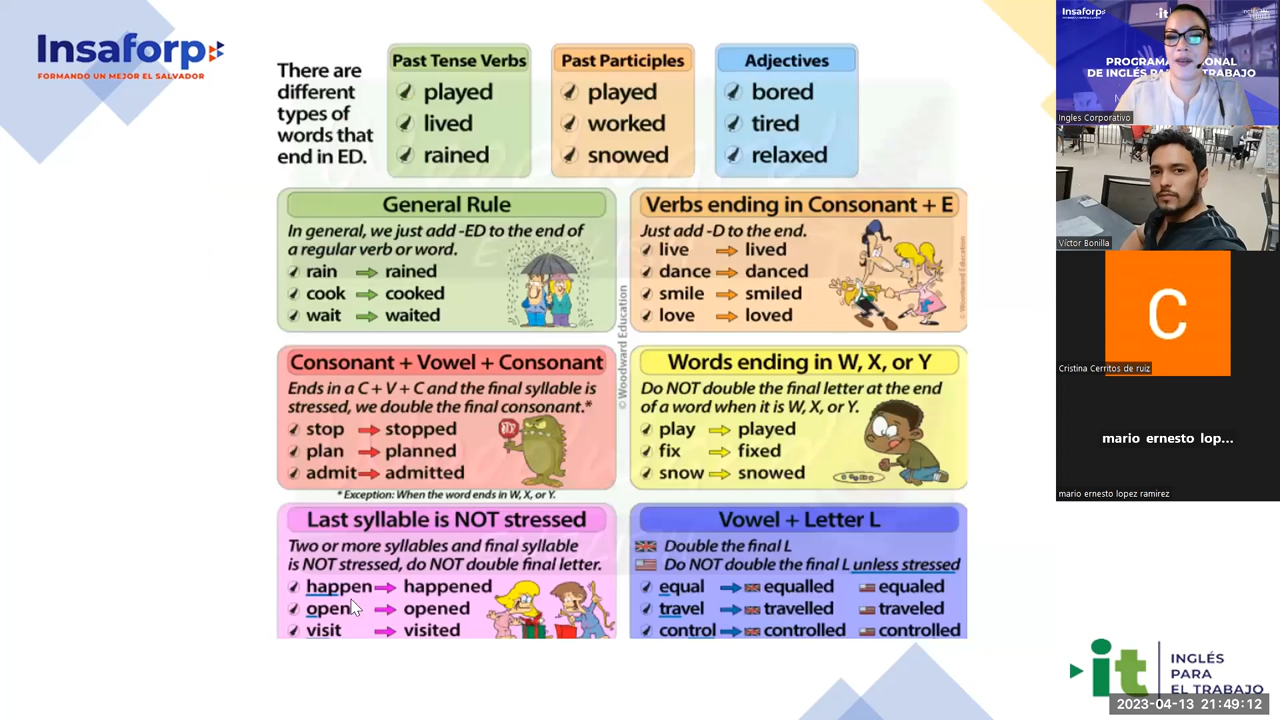 Insaforp
FORMANDO UN MEJOR EL SALVADOR
There are
different
types of
words that
end in ED.
Past Tense Verbs
played
lived
rained
Past Participles
played
worked
snowed
Adjectives
bored
tired
relaxed
General Rule
In general, we just add -ED to the end of
a regular verb or word.
rain rained
cook cooked
wait waited
Verbs ending in Consonant + E
Just add -D to the end.
live lived
dance danced
smile smiled
love loved
© Woodward Education
© Woodward Education
Consonant + Vowel + Consonant
Ends in a C + V + C and the final syllable is
stressed, we double the final consonant.*
stop stopped
plan planned
admit admitted
* Exception: When the word ends in W, X, or Y.
Words ending in W, X, or Y
Do NOT double the final letter at the end
of a word when it is W, X, or Y.
play played
fix fixed
snow snowed
Last syllable is NOT stressed
Two or more syllables and final syllable
is NOT stressed, do NOT double final letter.
happen happened
open opened
visit visited
Vowel + Letter L
Double the final L
Do NOT double the final L unless stressed
equal equalled equaled
travel travelled traveled
control controlled controlled
Insaforp
Ingles Corporativo
Víctor Bonilla
C
Cristina Cerritos de ruiz
mario ernesto lop...
mario ernesto lopez ramirez
it
INGLÉS
PARA
EL TRABAJO
2023-04-13 21:49:12